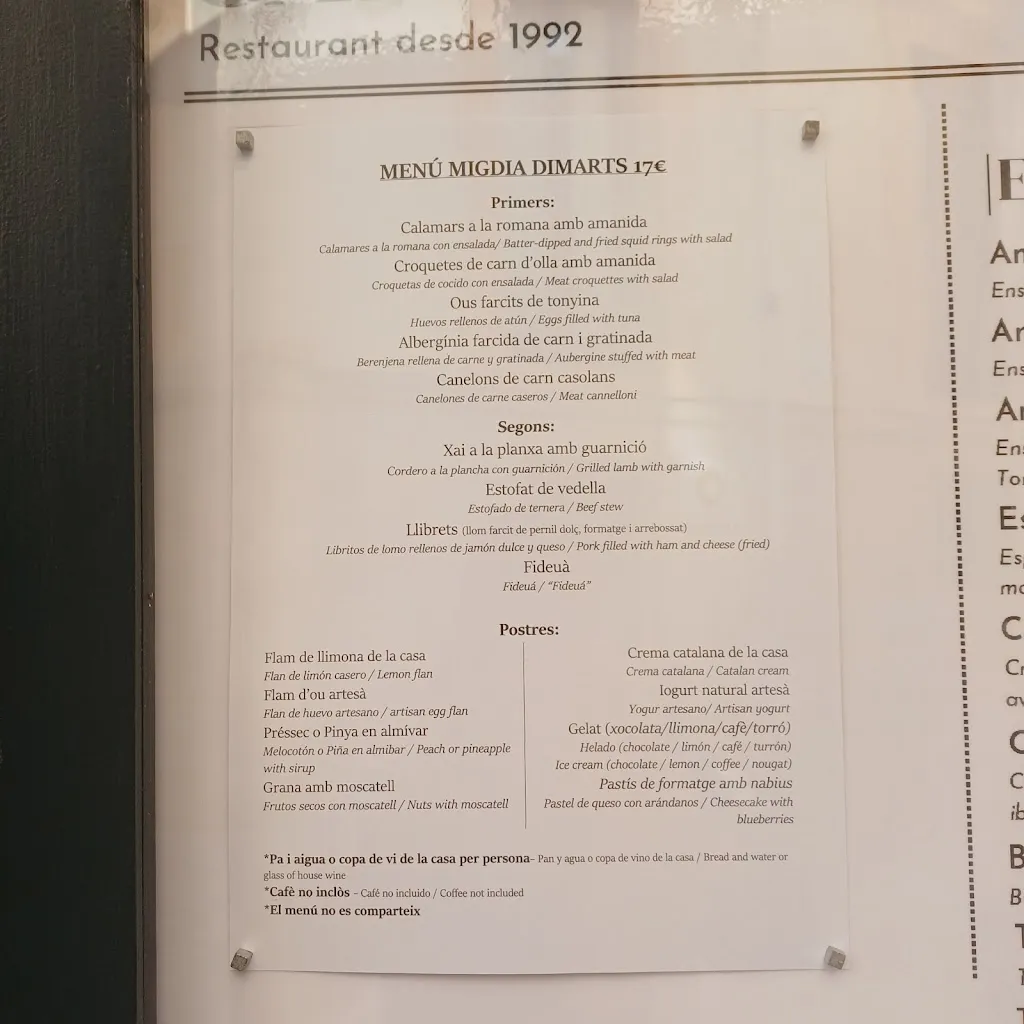 Restaurant desde 1992
MENÚ MIGDIA DIMARTS 17€
Primers:
Calamars a la romana amb amanida
Calamares a la romana con ensalada/ Batter-dipped and fried squid rings with salad
Croquetes de carn d'olla amb amanida
Croquetas de cocido con ensalada / Meat croquettes with salad
Ous farcits de tonyina
Huevos rellenos de atún / Eggs filled with tuna
Albergínia farcida de carn i gratinada
Berenjena rellena de carne y gratinada / Aubergine stuffed with meat
Canelons de carn casolans
Canelones de carne caseros / Meat cannelloni
Segons:
Xai a la planxa amb guarnició
Cordero a la plancha con guarnición / Grilled lamb with garnish
Estofat de vedella
Estofado de ternera / Beef stew
Llibrets (llom farcit de pernil dolç, formatge i arrebossat)
Libritos de lomo rellenos de jamón dulce y queso / Pork filled with ham and cheese (fried)
Fideuà
Fideuá / “Fideuá”
Postres:
Flam de llimona de la casa
Flan de limón casero / Lemon flan
Flam d'ou artesà
Flan de huevo artesano / artisan egg flan
Préssec o Pinya en almívar
Melocotón o Piña en almibar / Peach or pineapple
with sirup
Grana amb moscatell
Frutos secos con moscatell / Nuts with moscatell
Crema catalana de la casa
Crema catalana / Catalan cream
Iogurt natural artesà
Yogur artesano/ Artisan yogurt
Gelat (xocolata/llimona/cafè/torró)
Helado (chocolate / limón / café / turrón)
Ice cream (chocolate / lemon / coffee / nougat)
Pastís de formatge amb nabius
Pastel de queso con arándanos / Cheesecake with
blueberries
*Pa i aigua o copa de vi de la casa per persona– Pan y agua o copa de vino de la casa / Bread and water or
glass of house wine
*Cafè no inclòs – Café no incluido / Coffee not included
*El menú no es comparteix